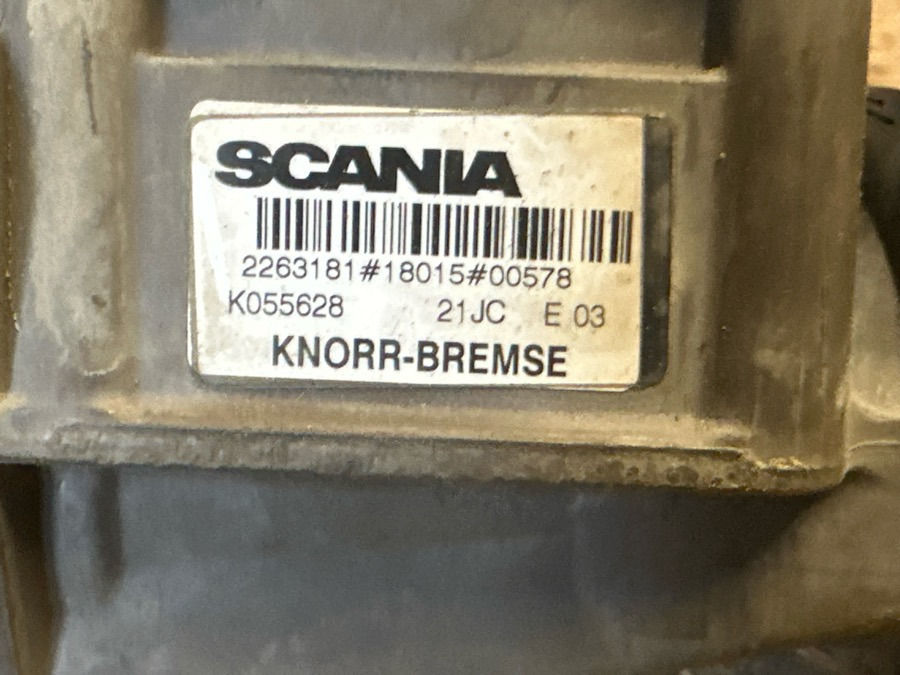 SCANIA
2263181#18015#00578
K055628 21JC E 03
KNORR-BREMSE